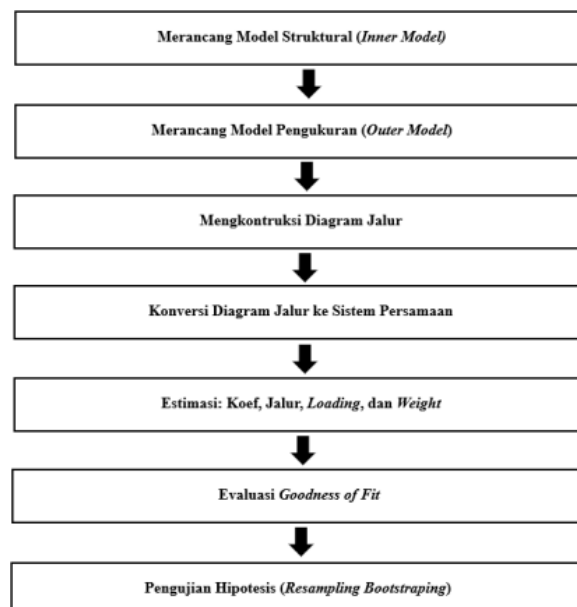 Merancang Model Struktural (Inner Model)
Merancang Model Pengukuran (Outer Model)
Mengkontruksi Diagram Jalur
Konversi Diagram Jalur ke Sistem Persamaan
Estimasi: Koef, Jalur, Loading, dan Weight
Evaluasi Goodness of Fit
Pengujian Hipotesis (Resampling Bootstraping)